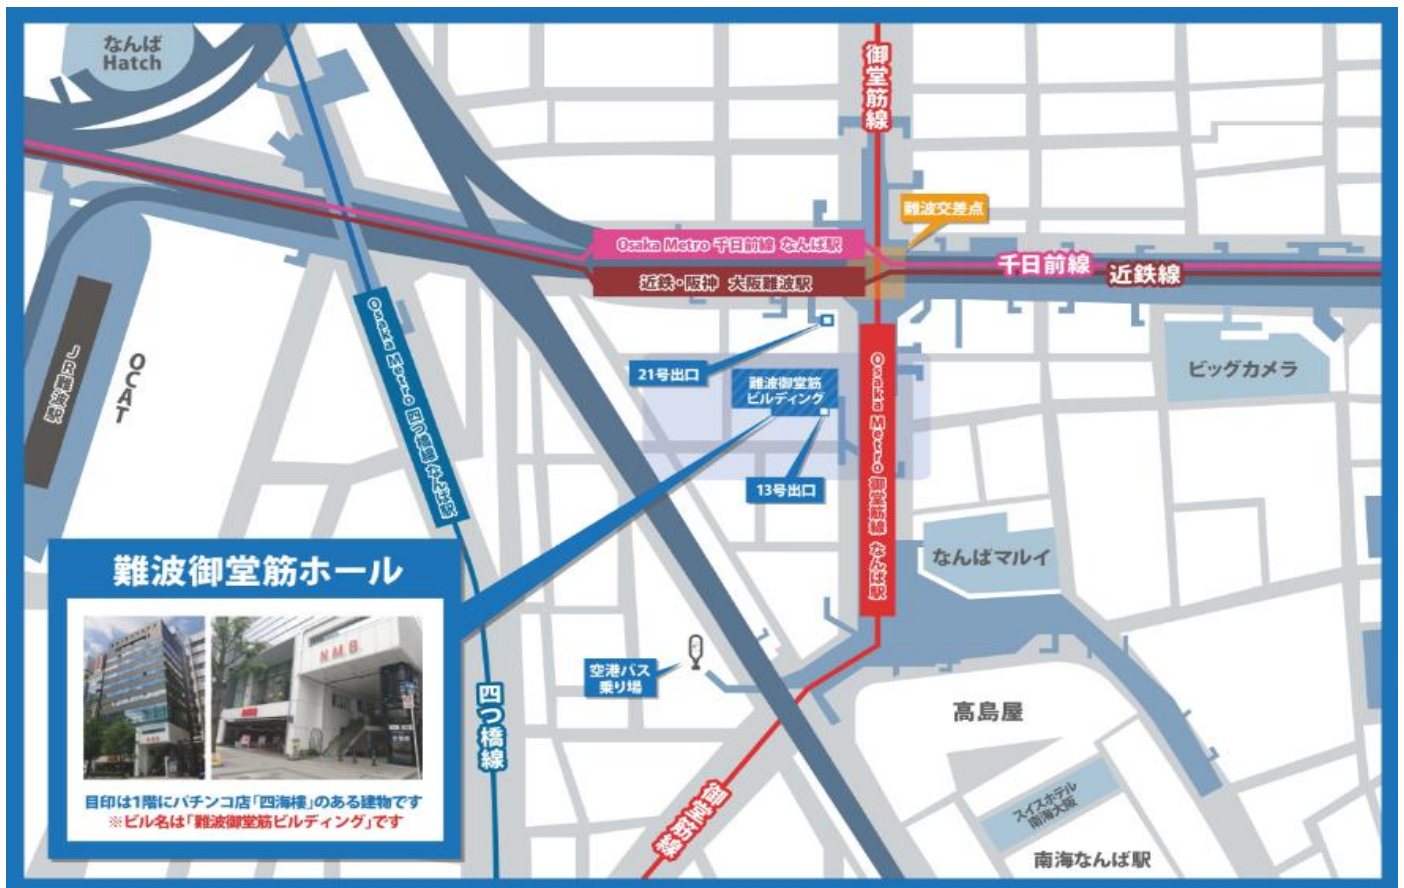 なんば
Hatch
御堂筋線
難波交差点
Osaka Metro 千日前線 なんば駅
近鉄・阪神 大阪難波駅
千日前線
近鉄線
Osaka Metro 四つ橋線 なんば駅
JR難波駅
OCAT
21号出口
難波御堂筋
ビルディング
Osaka Metro 御堂筋線 なんば駅
ビッグカメラ
13号出口
難波御堂筋ホール
N.M.B.
目印は1階にパチンコ店「四海樓」のある建物です
※ビル名は「難波御堂筋ビルディング」です
なんばマルイ
空港バス
乗り場
四つ橋線
髙島屋
御堂筋線
スイスホテル
南海大阪
南海なんば駅